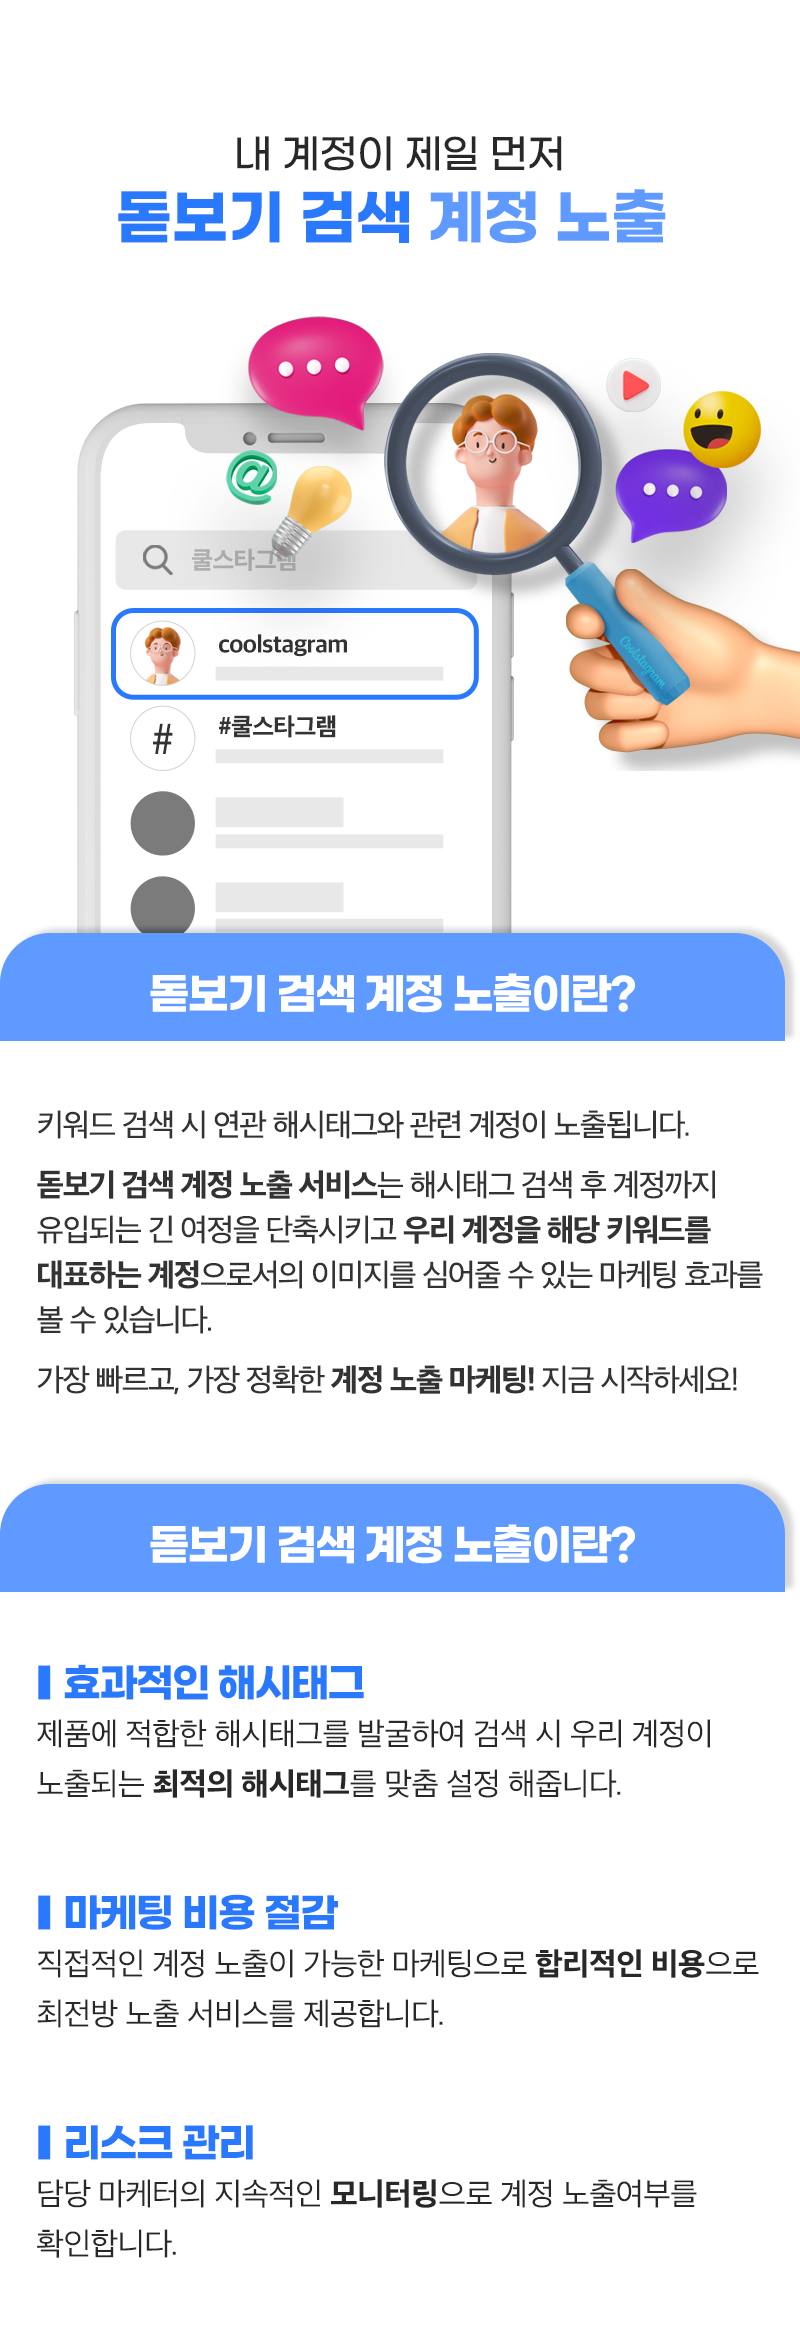 내 계정이 제일 먼저
돋보기 검색 계정 노출
@
쿨스타그램
coolstagram
Coolstagram
#
#쿨스타그램
돋보기 검색 계정 노출이란?
키워드 검색 시 연관 해시태그와 관련 계정이 노출됩니다.
돋보기 검색 계정 노출 서비스는 해시태그 검색 후 계정까지
유입되는 긴 여정을 단축시키고 우리 계정을 해당 키워드를
대표하는 계정으로서의 이미지를 심어줄 수 있는 마케팅 효과를
볼 수 있습니다.
가장 빠르고, 가장 정확한 계정 노출 마케팅! 지금 시작하세요!
돋보기 검색 계정 노출이란?
효과적인 해시태그
제품에 적합한 해시태그를 발굴하여 검색 시 우리 계정이
노출되는 최적의 해시태그를 맞춤 설정 해줍니다.
마케팅 비용 절감
직접적인 계정 노출이 가능한 마케팅으로 합리적인 비용으로
최전방 노출 서비스를 제공합니다.
리스크 관리
담당 마케터의 지속적인 모니터링으로 계정 노출여부를
확인합니다.